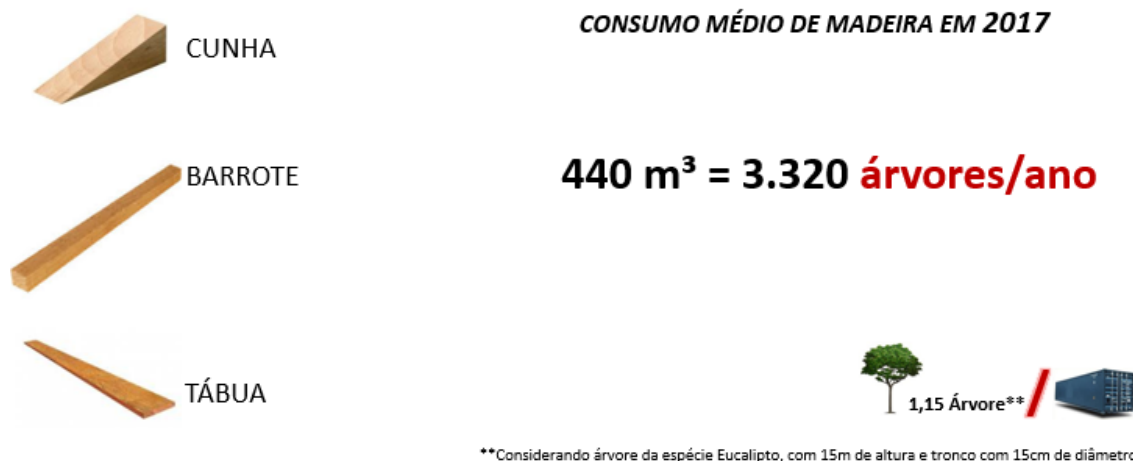 CONSUMO MÉDIO DE MADEIRA EM 2017
CUNHA
BARROTE
440 m³ = 3.320 árvores/ano
TÁBUA
1,15 Árvore**
**Considerando árvore da espécie Eucalipto, com 15m de altura e tronco com 15cm de diâmetro